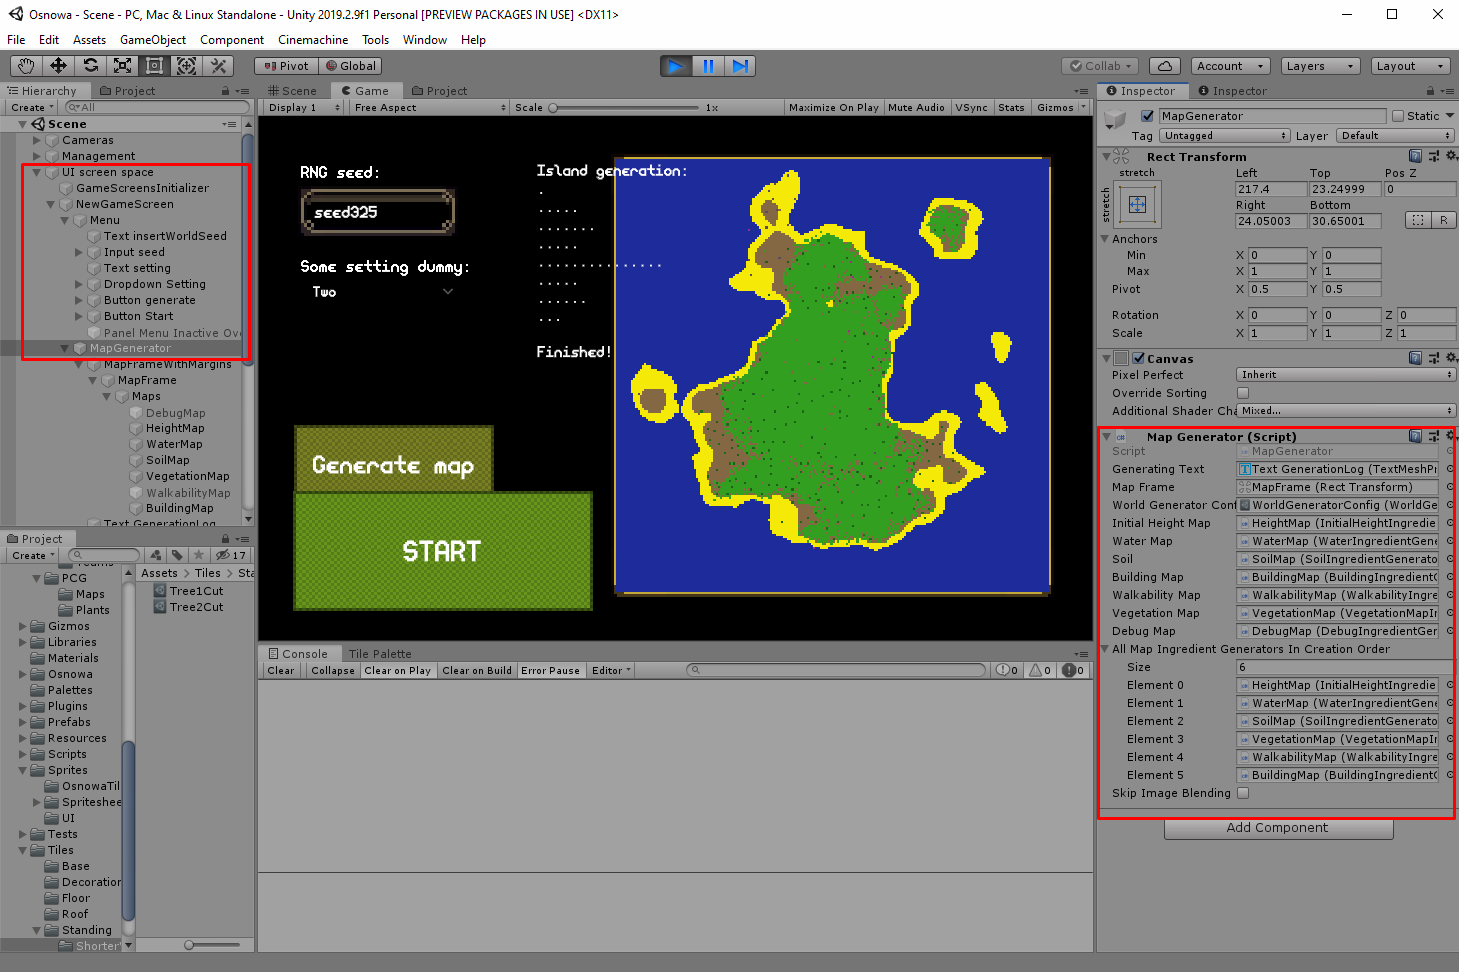 Osnowa - Scene - PC, Mac & Linux Standalone - Unity 2019.2.9f1 Personal [PREVIEW PACKAGES IN USE] <DX11>
File Edit Assets GameObject Component Cinemachine Tools Window Help
Pivot Global Collab Account Layers Layout
Hierarchy Project
Create All
Scene
Cameras
Management
UI screen space
GameScreensInitializer
NewGameScreen
Menu
Text insertWorldSeed
Input seed
Text setting
Dropdown Setting
Button generate
Button Start
Panel Menu Inactive Ov
MapGenerator
MapFrameWithMargins
MapFrame
Maps
DebugMap
HeightMap
WaterMap
SoilMap
VegetationMap
WalkabilityMap
BuildingMap
Text GenerationLog
Project
Create 17
PCG
Maps
Plants
Gizmos
Libraries
Materials
Osnowa
Palettes
Plugins
Prefabs
Resources
Scripts
Sprites
OsnowaTil
Spriteshee
UI
Tests
Tiles
Base
Decoration
Floor
Roof
Standing
Shorter
Assets > Tiles > Sta
Tree1Cut
Tree2Cut
Scene Game Project
Display 1 Free Aspect Scale 1x Maximize On Play Mute Audio VSync Stats Gizmos
RNG seed:
seed325
Some setting dummy:
Two
Generate map
START
Island generation:
.
.....
.......
.....
...............
.....
......
...
Finished!
Console Tile Palette
Clear Collapse Clear on Play Clear on Build Error Pause Editor 0 0 0
Inspector Inspector
MapGenerator Static
Tag Untagged Layer Default
Rect Transform
stretch
stretch
Left Top Pos Z
217.4 23.24999 0
Right Bottom
24.05003 30.65001 R
Anchors
Min X 0 Y 0
Max X 1 Y 1
Pivot X 0.5 Y 0.5
Rotation X 0 Y 0 Z 0
Scale X 1 Y 1 Z 1
Canvas
Pixel Perfect Inherit
Override Sorting
Additional Shader Cha Mixed...
Map Generator (Script)
Script MapGenerator
Generating Text Text GenerationLog (TextMeshPr
Map Frame MapFrame (Rect Transform)
World Generator Conf WorldGeneratorConfig (WorldGe
Initial Height Map HeightMap (InitialHeightIngredie
Water Map WaterMap (WaterIngredientGene
Soil SoilMap (SoilIngredientGenerato
Building Map BuildingMap (BuildingIngredientG
Walkability Map WalkabilityMap (WalkabilityIngre
Vegetation Map VegetationMap (VegetationMapIn
Debug Map DebugMap (DebugIngredientGer
All Map Ingredient Generators In Creation Order
Size 6
Element 0 HeightMap (InitialHeightIngredie
Element 1 WaterMap (WaterIngredientGene
Element 2 SoilMap (SoilIngredientGenerato
Element 3 VegetationMap (VegetationMapIn
Element 4 WalkabilityMap (WalkabilityIngre
Element 5 BuildingMap (BuildingIngredientG
Skip Image Blending
Add Component